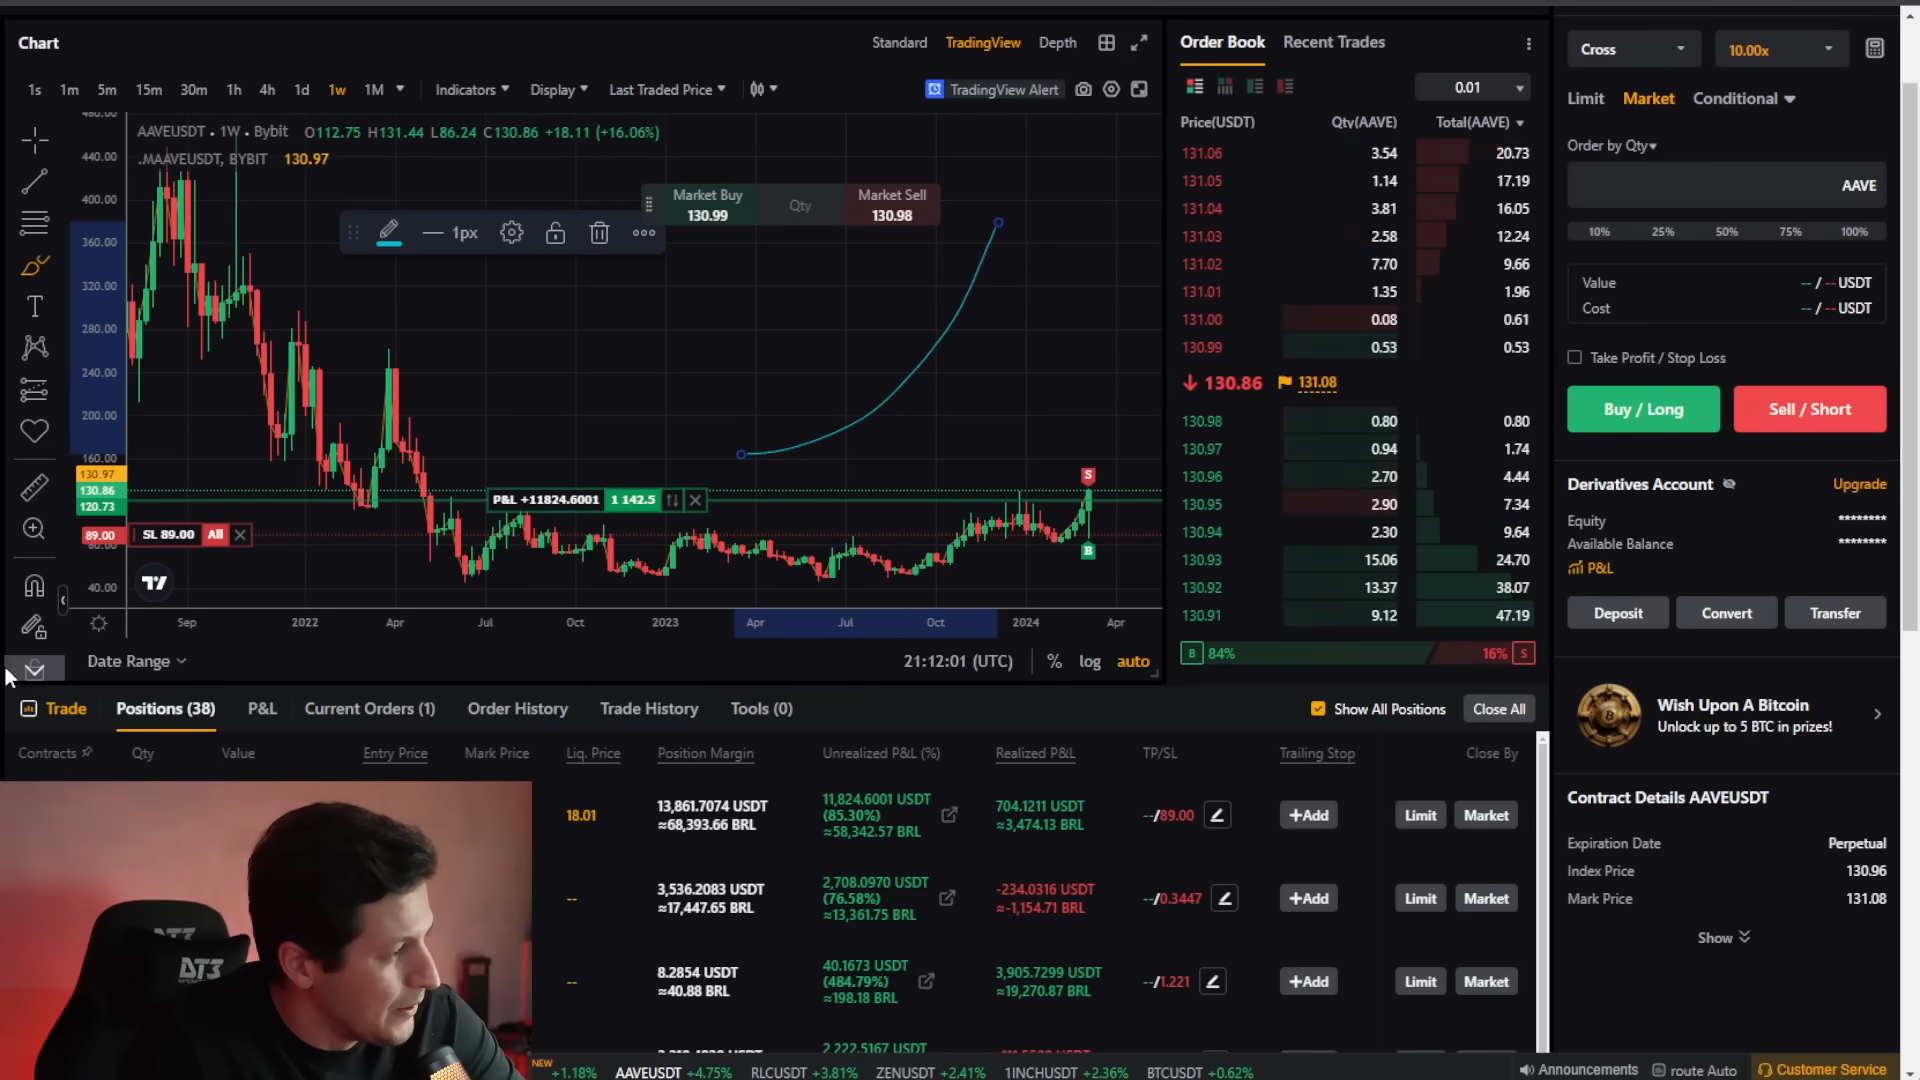 Chart
Standard TradingView Depth
1s 1m 5m 15m 30m 1h 4h 1d 1w 1M Indicators Display Last Traded Price TradingView Alert
AAVEUSDT 1W Bybit O112.75 H131.44 L86.24 C130.86 +18.11 (+16.06%)
.MAAVEUSDT, BYBIT 130.97
Market Buy
130.99
Qty
Market Sell
130.98
1px
480.00
440.00
400.00
360.00
320.00
280.00
240.00
200.00
160.00
130.97
130.86
120.73
89.00
80.00
40.00
P&L +11824.6001 1 142.5
SL 89.00 All
S
B
Sep 2022 Apr Jul Oct 2023 Apr Jul Oct 2024 Apr
Date Range 21:12:01 (UTC) % log auto
Order Book Recent Trades
0.01
Price(USDT) Qty(AAVE) Total(AAVE)
131.06 3.54 20.73
131.05 1.14 17.19
131.04 3.81 16.05
131.03 2.58 12.24
131.02 7.70 9.66
131.01 1.35 1.96
131.00 0.08 0.61
130.99 0.53 0.53
130.86 131.08
130.98 0.80 0.80
130.97 0.94 1.74
130.96 2.70 4.44
130.95 2.90 7.34
130.94 2.30 9.64
130.93 15.06 24.70
130.92 13.37 38.07
130.91 9.12 47.19
B 84% 16% S
Cross 10.00x
Limit Market Conditional
Order by Qty
AAVE
10% 25% 50% 75% 100%
Value -- / -- USDT
Cost -- / -- USDT
Take Profit / Stop Loss
Buy / Long Sell / Short
Derivatives Account Upgrade
Equity ********
Available Balance ********
P&L
Deposit Convert Transfer
Wish Upon A Bitcoin
Unlock up to 5 BTC in prizes!
Contract Details AAVEUSDT
Expiration Date Perpetual
Index Price 130.96
Mark Price 131.08
Show
Trade Positions (38) P&L Current Orders (1) Order History Trade History Tools (0) Show All Positions Close All
Contracts Qty Value Entry Price Mark Price Liq. Price Position Margin Unrealized P&L (%) Realized P&L TP/SL Trailing Stop Close By
18.01
13,861.7074 USDT
≈68,393.66 BRL
11,824.6001 USDT
(85.30%)
≈58,342.57 BRL
704.1211 USDT
≈3,474.13 BRL
--/89.00
+Add
Limit Market
--
3,536.2083 USDT
≈17,447.65 BRL
2,708.0970 USDT
(76.58%)
≈13,361.75 BRL
-234.0316 USDT
≈-1,154.71 BRL
--/0.3447
+Add
Limit Market
--
8.2854 USDT
≈40.88 BRL
40.1673 USDT
(484.79%)
≈198.18 BRL
3,905.7299 USDT
≈19,270.87 BRL
--/1.221
+Add
Limit Market
2,222.5167 USDT
DT3
NEW
+1.18% AAVEUSDT +4.75% RLCUSDT +3.81% ZENUSDT +2.41% 1INCHUSDT +2.36% BTCUSDT +0.62%
Announcements route Auto Customer Service